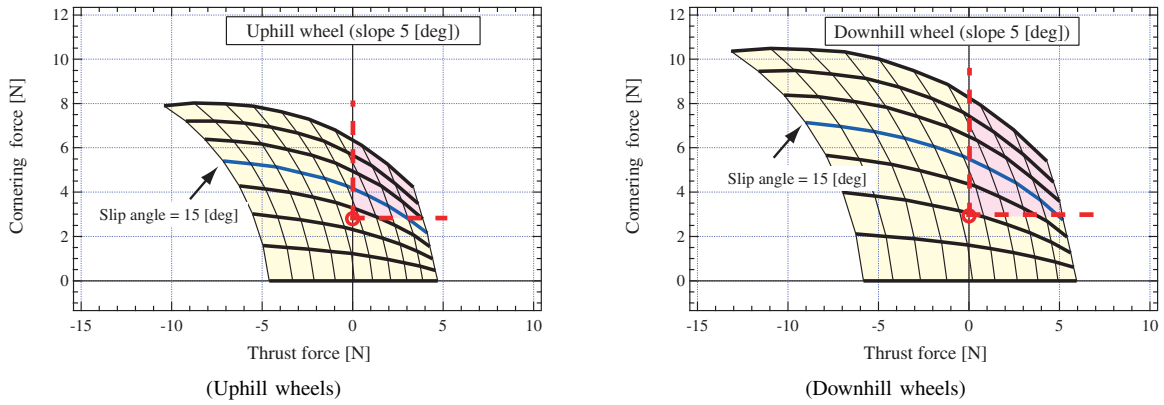 Uphill wheel (slope 5 [deg])
Cornering force [N]
12
10
8
6
4
2
0
Slip angle = 15 [deg]
-15
-10
-5
0
5
10
Thrust force [N]
(Uphill wheels)
Downhill wheel (slope 5 [deg])
Cornering force [N]
12
10
8
6
4
2
0
Slip angle = 15 [deg]
-15
-10
-5
0
5
10
Thrust force [N]
(Downhill wheels)